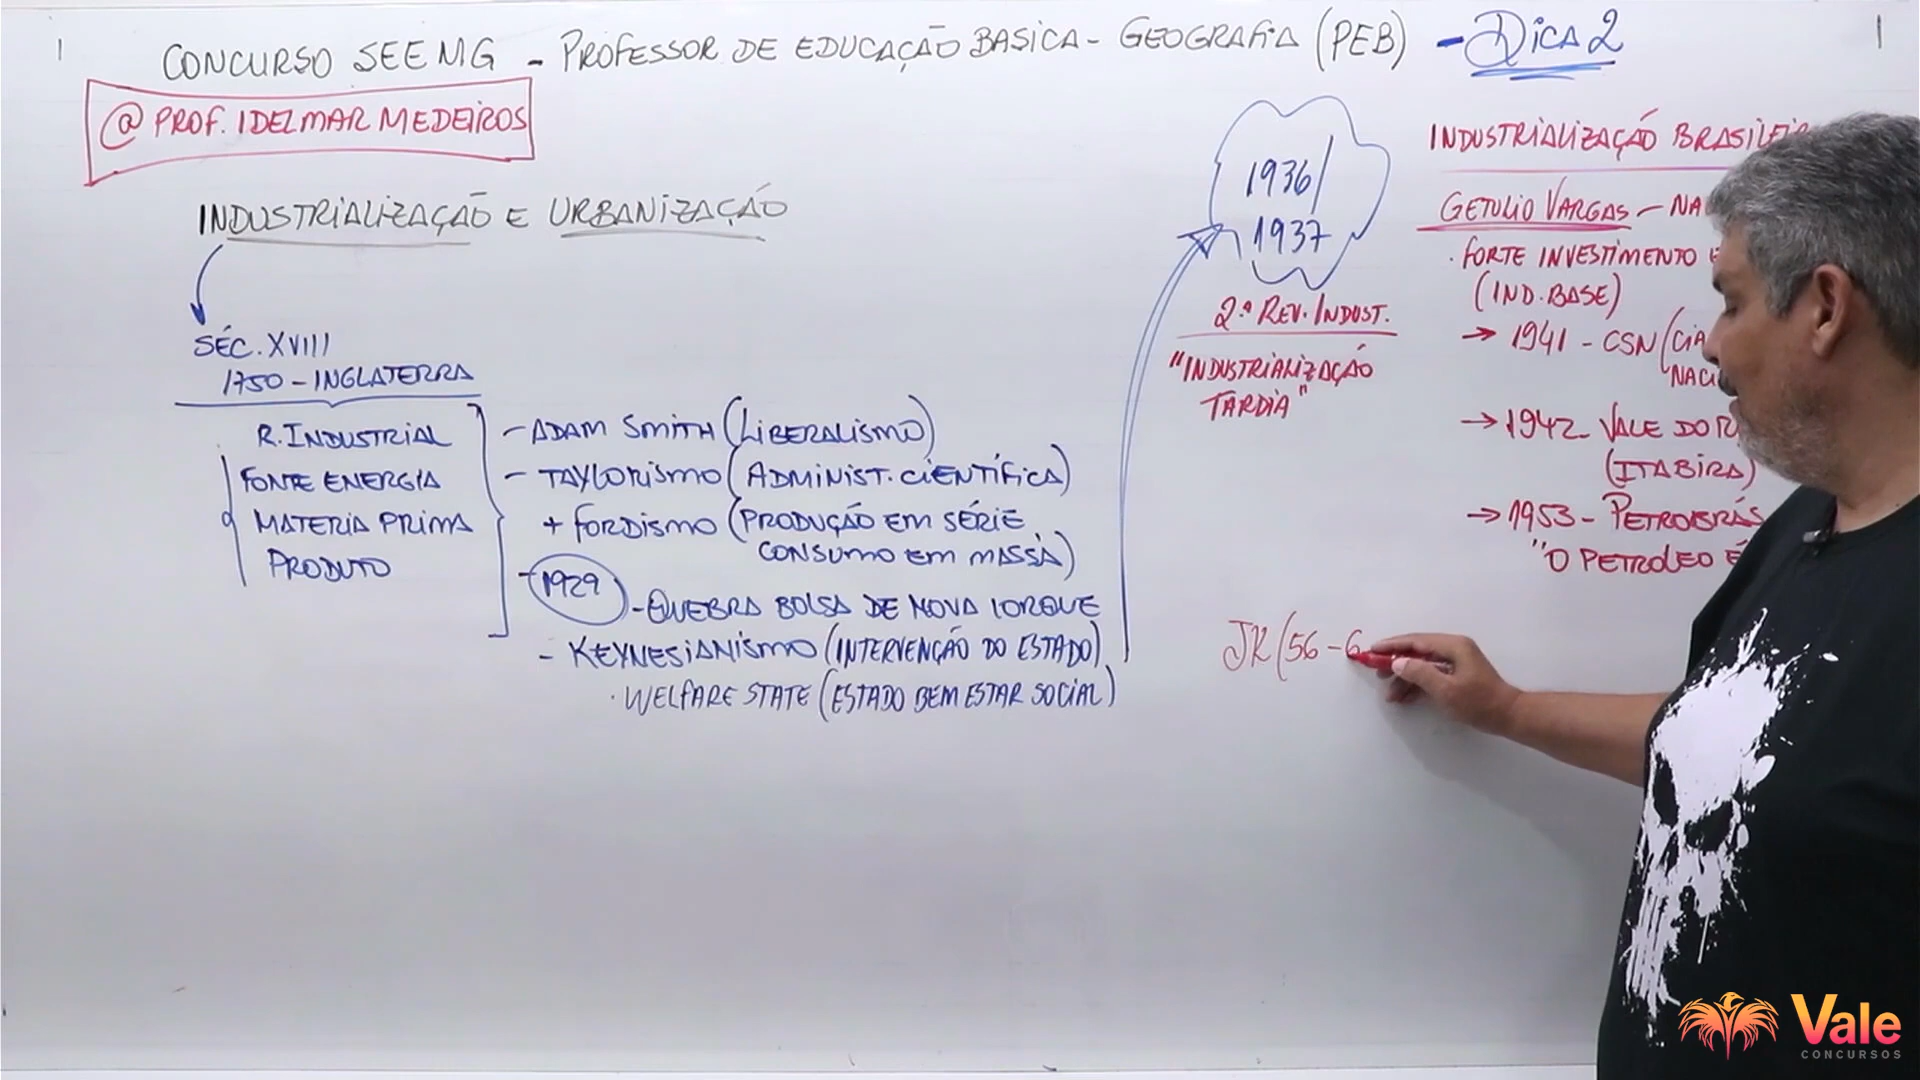 CONCURSO SEEMG - PROFESSOR DE EDUCAÇÃO BASICA - GEOGRAFIA (PEB) - DICA 2
@ PROF. IDELMAR MEDEIROS
INDUSTRIALIZAÇÃO E URBANIZAÇÃO
SÉC. XVIII
1750 - INGLATERRA
R. INDUSTRIAL
FONTE ENERGIA
MATERIA PRIMA
PRODUTO
- ADAM SMITH (LIBERALISMO)
- TAYLORISMO (ADMINIST. CIENTÍFICA)
+ FORDISMO (PRODUÇÃO EM SÉRIE,
CONSUMO EM MASSA)
- 1929 - QUEBRA BOLSA DE NOVA IORQUE
- KEYNESIANISMO (INTERVENÇÃO DO ESTADO)
. WELFARE STATE (ESTADO BEM ESTAR SOCIAL)
1936/
1937
2.ª REV. INDUST.
"INDUSTRIALIZAÇÃO
TARDIA"
INDUSTRIALIZAÇÃO BRASILEIR
GETULIO VARGAS - NA
. FORTE INVESTIMENTO E
(IND. BASE)
→ 1941 - CSN (CIA
NACI
→ 1942 - VALE DO R
(ITABIRA)
→ 1953 - PETROBRÁS
"O PETROLEO É
JK (56 - 6
Vale
CONCURSOS